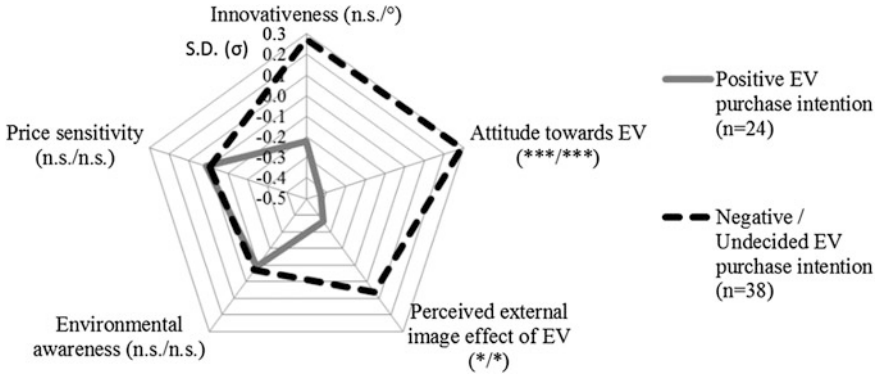 Innovativeness (n.s./°)
S.D. (σ)
0.3
0.2
0.1
0.0
-0.1
-0.2
-0.3
-0.4
-0.5
Price sensitivity
(n.s./n.s.)
Attitude towards EV
(***/***)
Environmental
awareness (n.s./n.s.)
Perceived external
image effect of EV
(*/*)
Positive EV
purchase intention
(n=24)
Negative /
Undecided EV
purchase intention
(n=38)